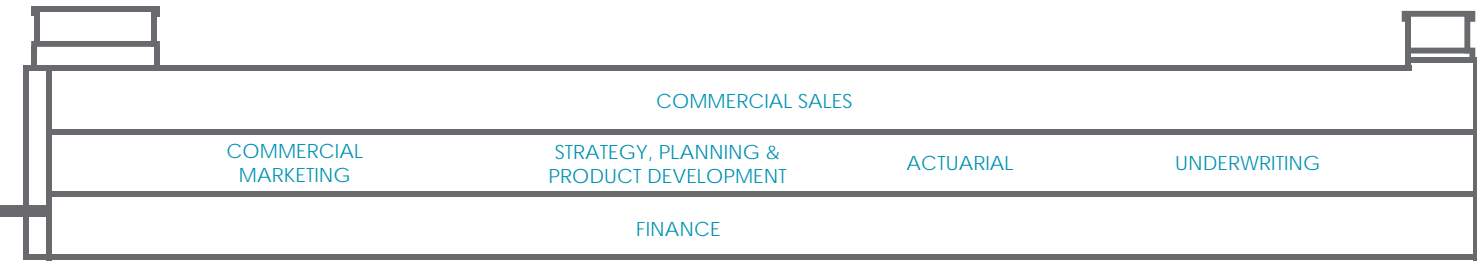 COMMERCIAL SALES
COMMERCIAL
MARKETING
STRATEGY, PLANNING &
PRODUCT DEVELOPMENT
ACTUARIAL
UNDERWRITING
FINANCE